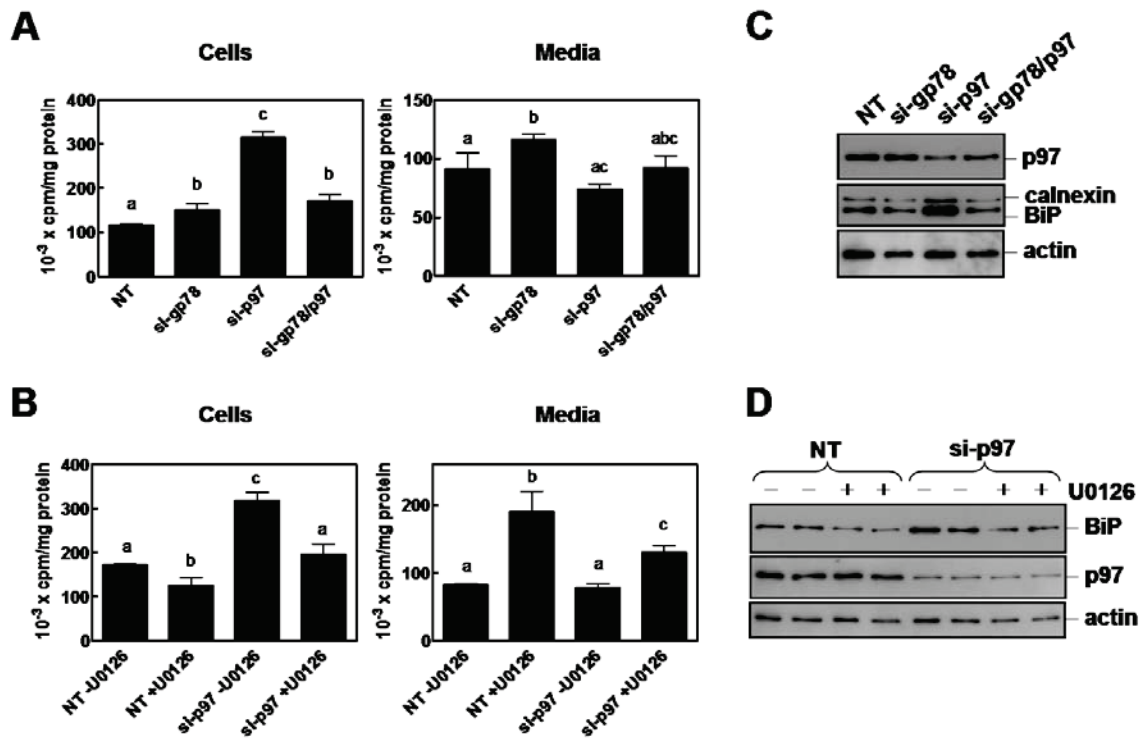 A
Cells
10⁻³ x cpm/mg protein
400
300
200
100
0
a
b
c
b
NT
si-gp78
si-p97
si-gp78/p97
Media
10⁻³ x cpm/mg protein
150
100
50
0
a
b
ac
abc
NT
si-gp78
si-p97
si-gp78/p97
C
NT
si-gp78
si-p97
si-gp78/p97
p97
calnexin
BiP
actin
B
Cells
10⁻³ x cpm/mg protein
400
300
200
100
0
a
b
c
a
NT -U0126
NT +U0126
si-p97 -U0126
si-p97 +U0126
Media
10⁻³ x cpm/mg protein
200
100
0
a
b
a
c
NT -U0126
NT +U0126
si-p97 -U0126
si-p97 +U0126
D
NT si-p97
− − + + − − + + U0126
BiP
p97
actin